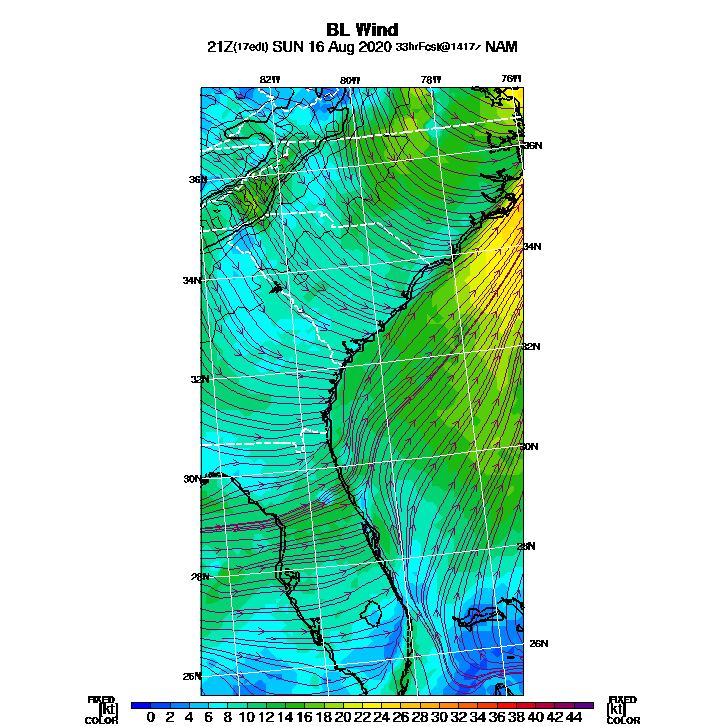 BL Wind
21Z(17edt) SUN 16 Aug 2020 33hrFcst@1417z NAM
82W 80W 78W 76W
36N
36N
34N
34N
32N
32N
30N
30N
28N
28N
26N
26N
FIXED FIXED
[kt] 0 2 4 6 8 10 12 14 16 18 20 22 24 26 28 30 32 34 36 38 40 42 44 [kt]
COLOR COLOR